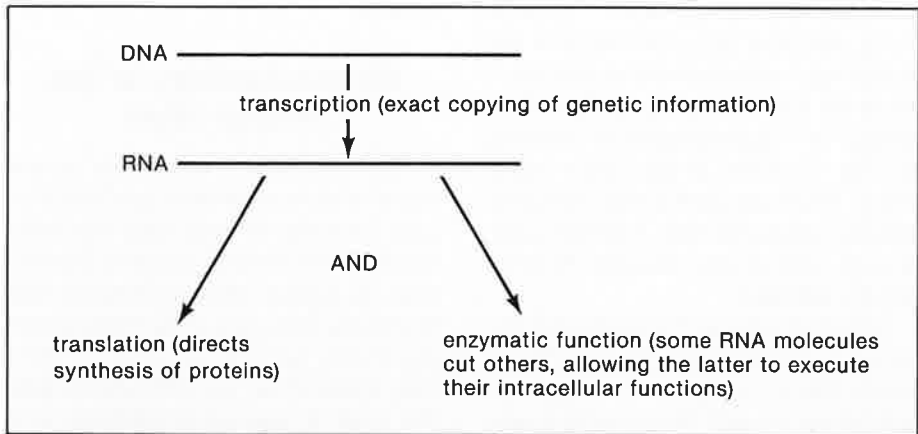 DNA
transcription (exact copying of genetic information)
RNA
AND
translation (directs
synthesis of proteins)
enzymatic function (some RNA molecules
cut others, allowing the latter to execute
their intracellular functions)